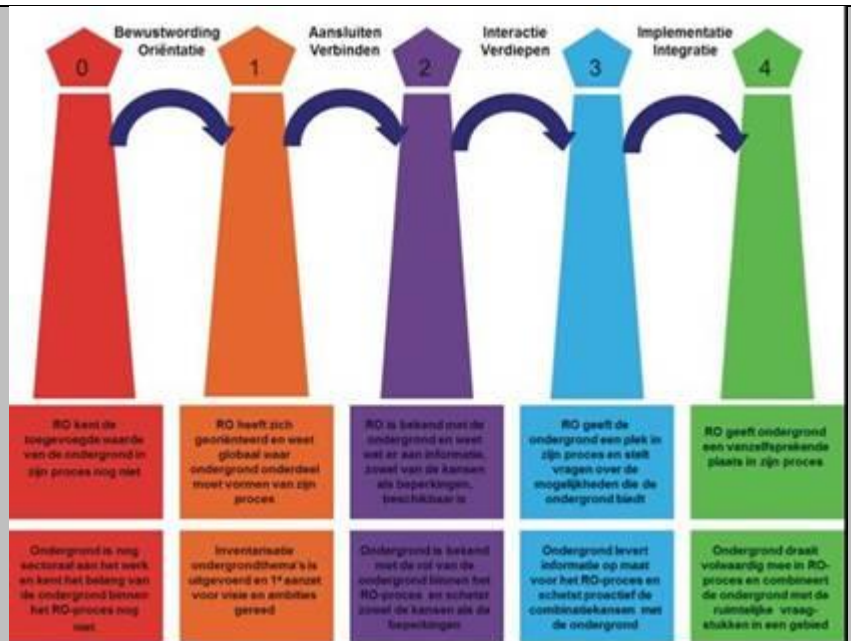 Bewustwording
Oriëntatie
Aansluiten
Verbinden
Interactie
Verdiepen
Implementatie
Integratie
0
1
2
3
4
RO kent de
toegevoegde waarde
van de ondergrond in
zijn proces nog niet
RO heeft zich
georiënteerd en weet
globaal waar
ondergrond onderdeel
moet vormen van zijn
proces
RO is bekend met de
ondergrond en weet
wat er aan informatie,
zowel van de kansen
als beperkingen,
beschikbaar is
RO geeft de
ondergrond een plek in
zijn proces en stelt
vragen over de
mogelijkheden die de
ondergrond biedt
RO geeft ondergrond
een vanzelfsprekende
plaats in zijn proces
Ondergrond is nog
sectoraal aan het werk
en kent het belang van
de ondergrond binnen
het RO-proces nog
niet
Inventarisatie
ondergrondthema's is
uitgevoerd en 1e aanzet
voor visie en ambities
gereed
Ondergrond is bekend
met de rol van de
ondergrond binnen het
RO-proces en schetst
zowel de kansen als de
beperkingen
Ondergrond levert
informatie op maat
voor het RO-proces en
schetst proactief de
combinatiekansen met
de ondergrond
Ondergrond draait
volwaardig mee in RO-
proces en combineert
de ondergrond met de
ruimtelijke vraag-
stukken in een gebied